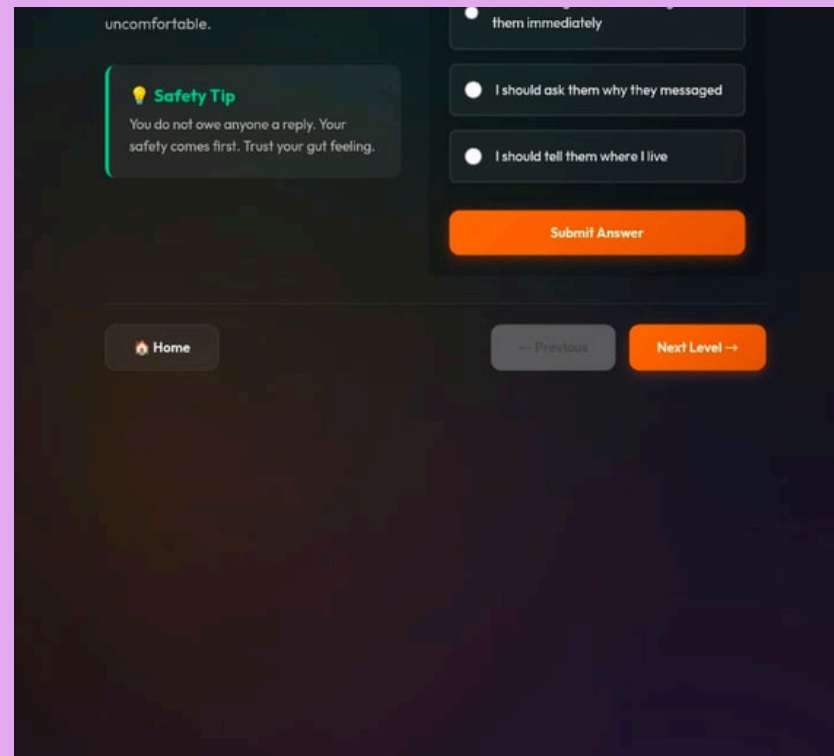 uncomfortable.
💡 Safety Tip
You do not owe anyone a reply. Your
safety comes first. Trust your gut feeling.
them immediately
I should ask them why they messaged
I should tell them where I live
Submit Answer
🏠 Home
← Previous
Next Level →